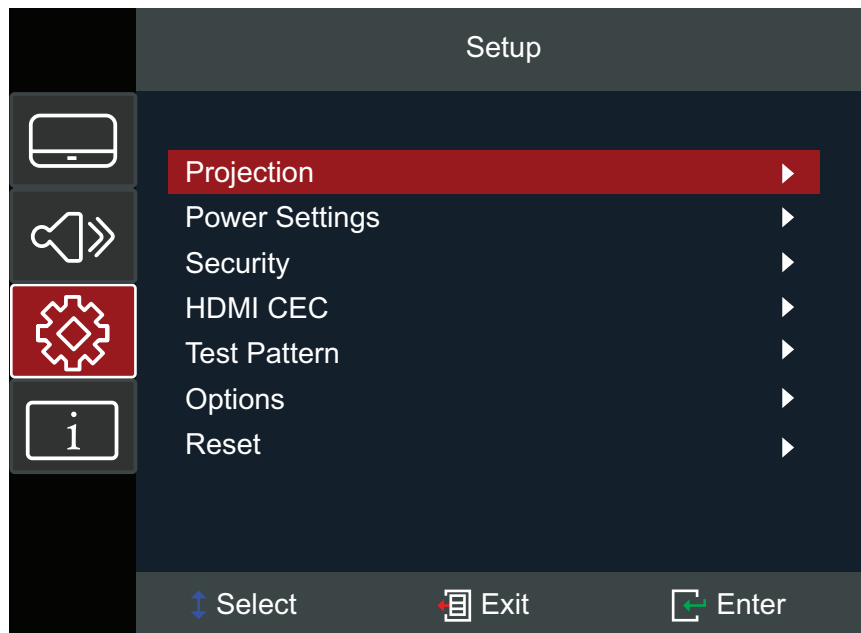 Setup
Projection
Power Settings
Security
HDMI CEC
Test Pattern
Options
i
Reset
Select Exit Enter